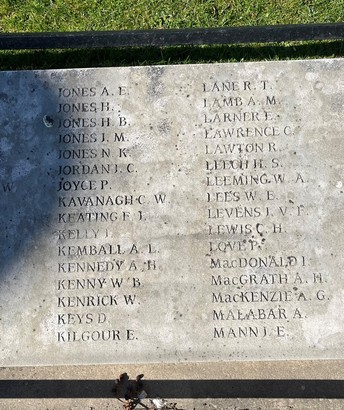 JONES A. E.
JONES H.
JONES H. B.
JONES J. M.
JONES N. K.
JORDAN J. C.
JOYCE P.
KAVANAGH C. W.
KEATING F. J.
KELLY
KEMBALL A. L.
KENNEDY A. H.
KENNY W. B.
KENRICK W.
KEYS D.
KILGOUR E.
LANE R. T.
LAMB A. M.
LARNER E.
LAWRENCE C.
LAWTON R.
LEECH H. S.
LEEMING W. A.
LEES W. E.
LEVENS J. V. F.
LEWIS C. H.
LOVE P.
MacDONALD I.
MacGRATH A. H.
MacKENZIE A. G.
MALABAR A.
MANN J. E.
W.